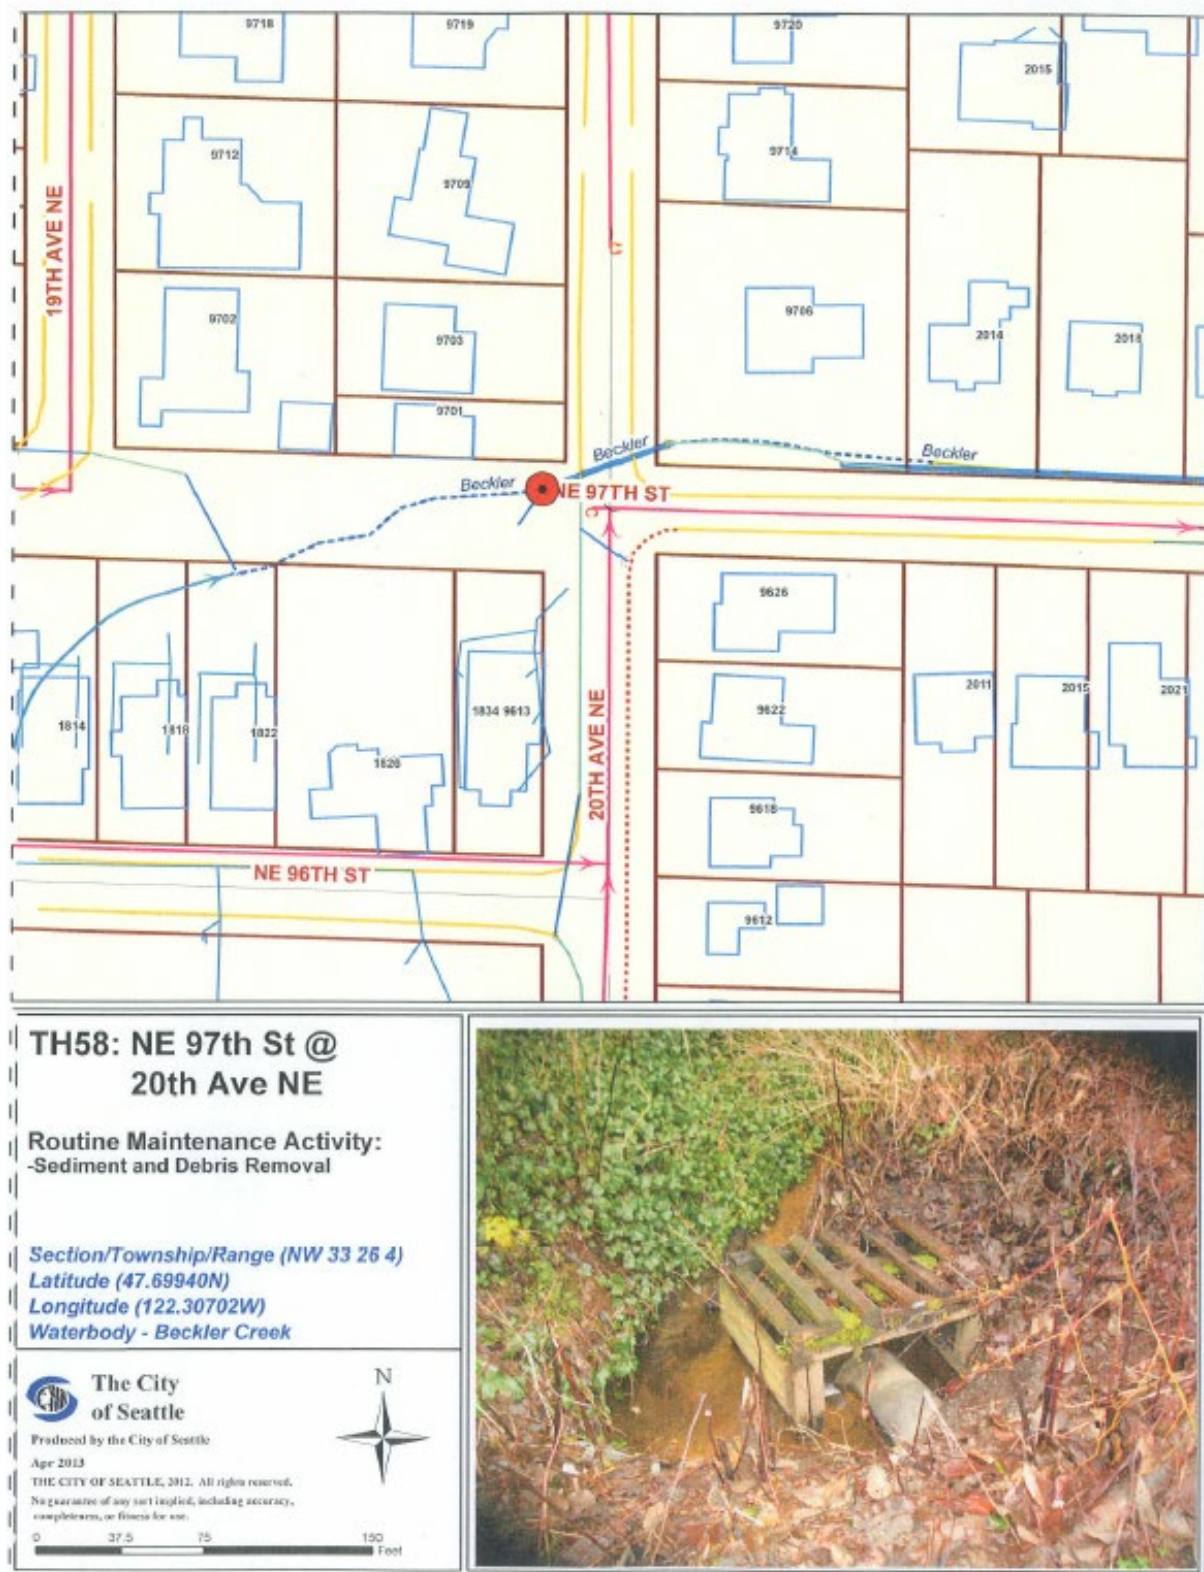 9718
9719
9720
2015
9712
9709
9714
19TH AVE NE
9702
9703
9706
2014
2018
9701
Beckler
Beckler
Beckler
NE 97TH ST
C
9626
1814
1818
1822
1834 9613
9622
2011
2015
2021
1826
20TH AVE NE
9618
NE 96TH ST
9612
TH58: NE 97th St @
20th Ave NE
Routine Maintenance Activity:
-Sediment and Debris Removal
Section/Township/Range (NW 33 26 4)
Latitude (47.69940N)
Longitude (122.30702W)
Waterbody - Beckler Creek
The City
of Seattle
N
Produced by the City of Seattle
Apr 2013
THE CITY OF SEATTLE, 2012. All rights reserved.
No guarantee of any sort implied, including accuracy,
completeness, or fitness for use.
0 37.5 75 150
Feet